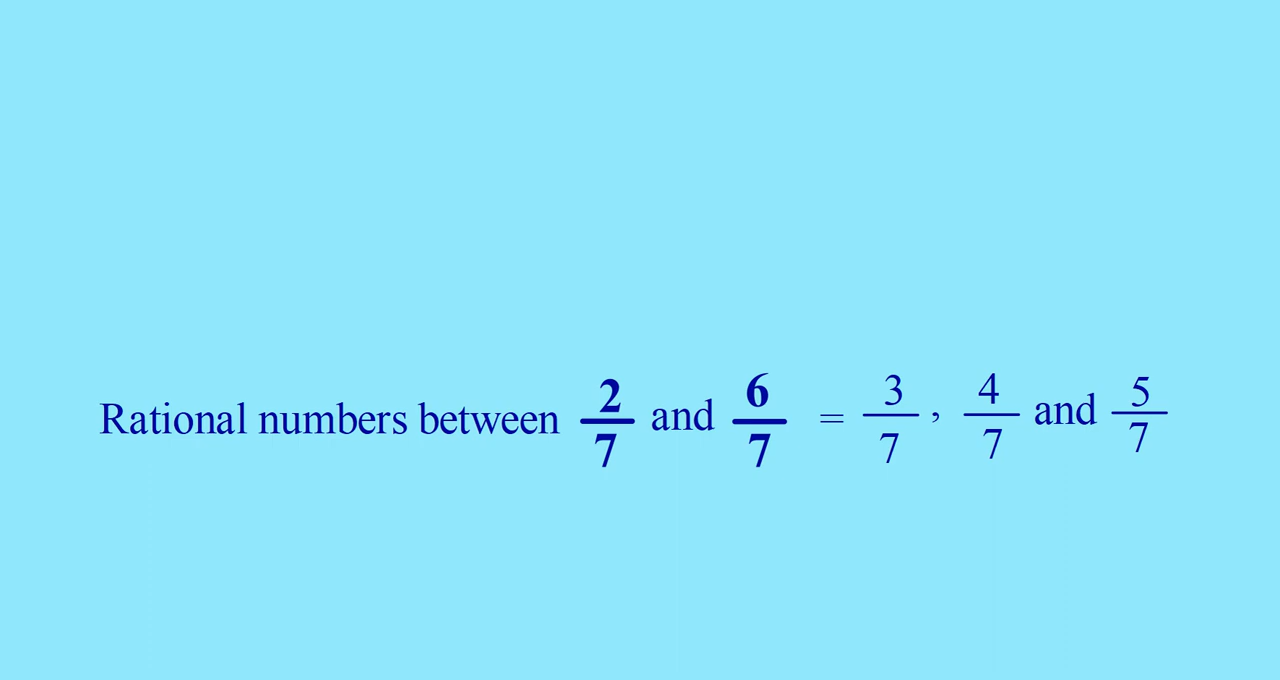 Rational numbers between 2/7 and 6/7 = 3/7 , 4/7 and 5/7